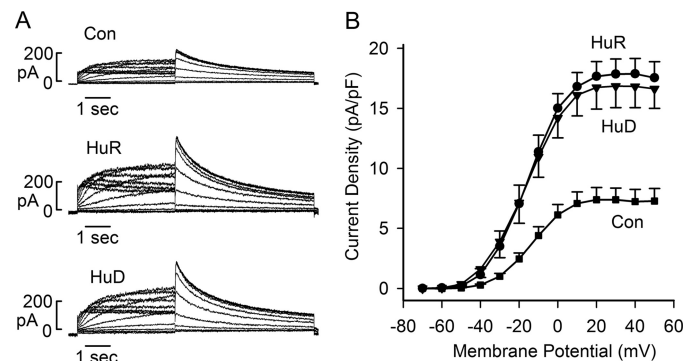 A
Con
200
pA
0
1 sec
HuR
200
pA
0
1 sec
HuD
200
pA
0
1 sec
B
Current Density (pA/pF)
20
15
10
5
0
HuR
HuD
Con
-80 -60 -40 -20 0 20 40 60
Membrane Potential (mV)